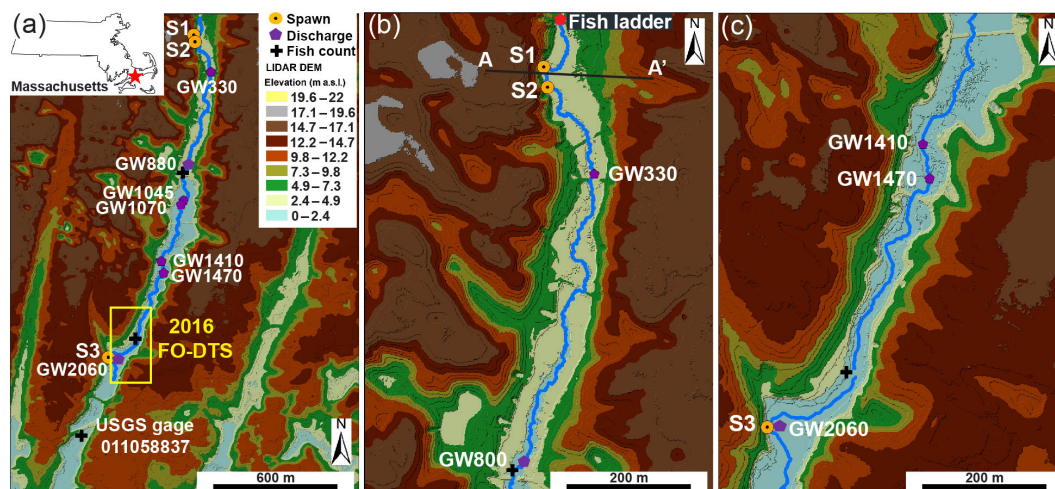 (a)
Massachusetts
S1
S2
GW330
GW880
GW1045
GW1070
GW1410
GW1470
2016
FO-DTS
S3
GW2060
USGS gage
011058837
N
600 m
Spawn
Discharge
Fish count
LIDAR DEM
Elevation (m a.s.l.)
19.6–22
17.1–19.6
14.7–17.1
12.2–14.7
9.8–12.2
7.3–9.8
4.9–7.3
2.4–4.9
0–2.4
(b)
Fish ladder
N
A
A'
S1
S2
GW330
GW800
200 m
(c)
N
GW1410
GW1470
S3
GW2060
200 m